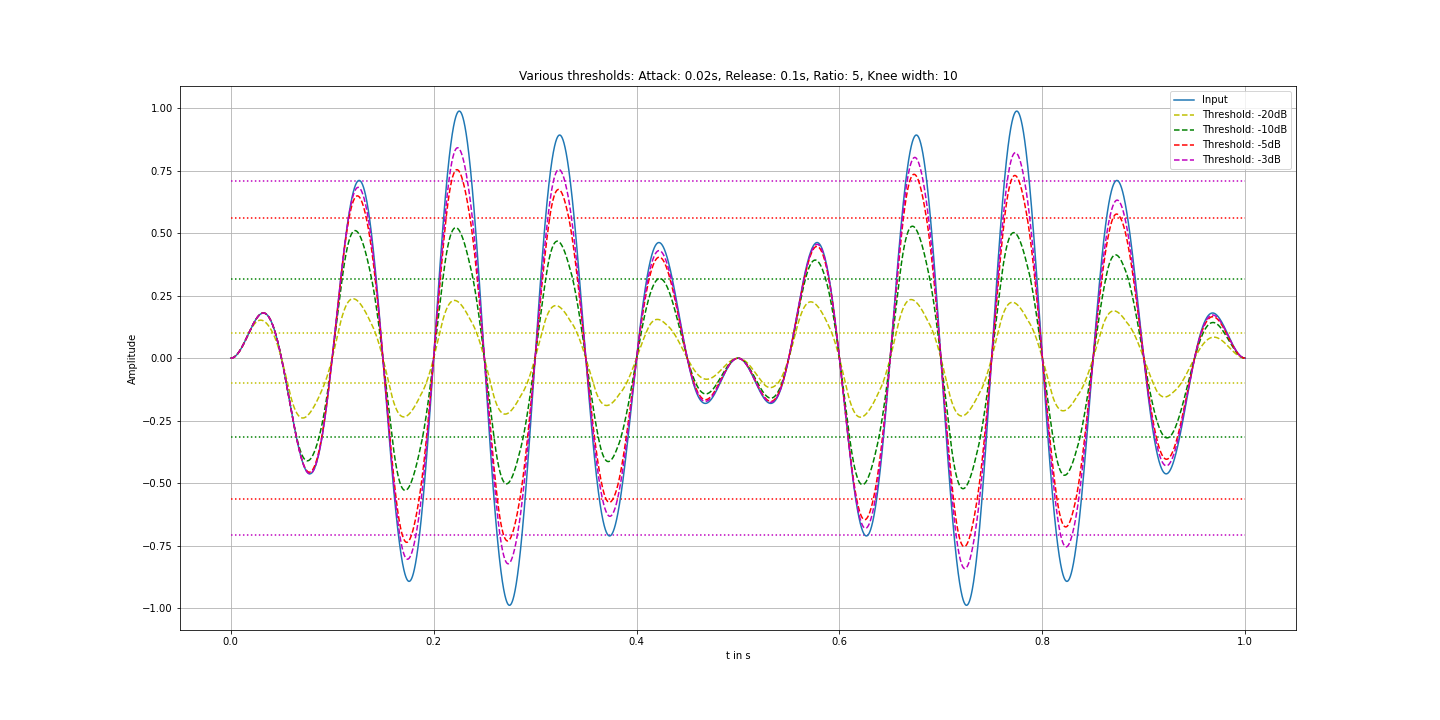 Various thresholds: Attack: 0.02s, Release: 0.1s, Ratio: 5, Knee width: 10
Input
Threshold: -20dB
Threshold: -10dB
Threshold: -5dB
Threshold: -3dB
Amplitude
1.00
0.75
0.50
0.25
0.00
−0.25
−0.50
−0.75
−1.00
0.0
0.2
0.4
0.6
0.8
1.0
t in s